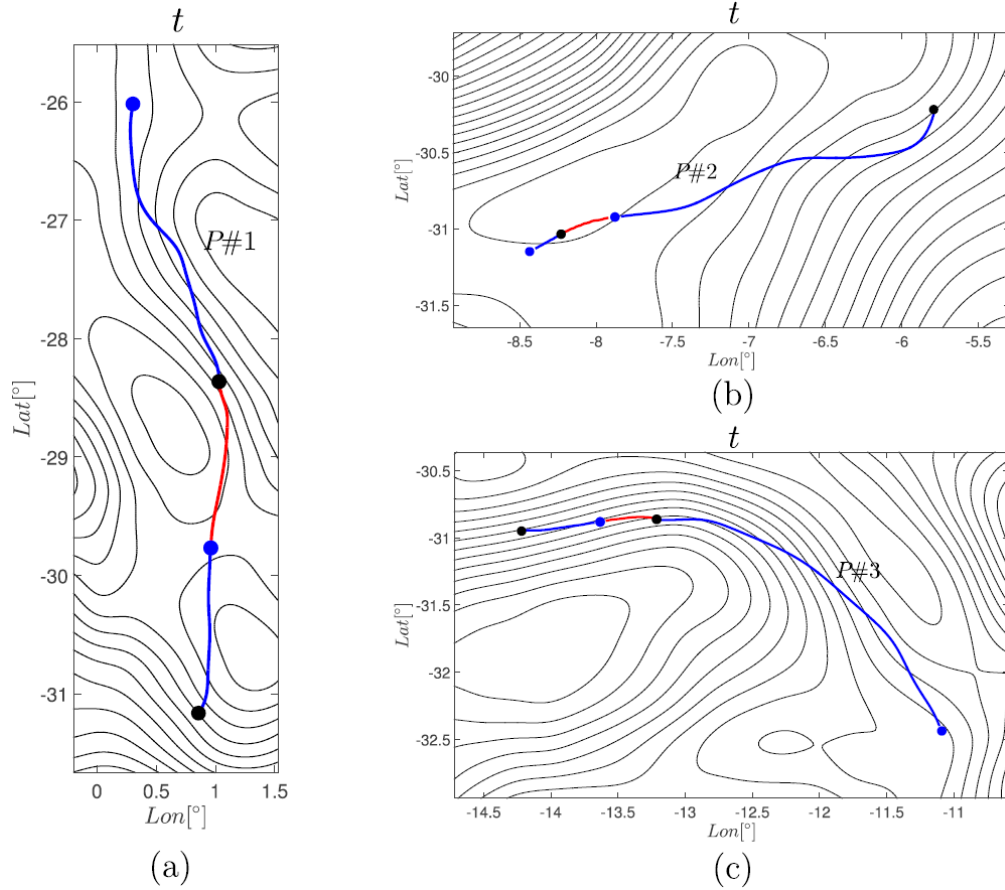 t
-26
-27
-28
-29
-30
-31
Lat[°]
P#1
0
0.5
1
1.5
Lon[°]
(a)
t
-30
-30.5
-31
-31.5
Lat[°]
P#2
-8.5
-8
-7.5
-7
-6.5
-6
-5.5
Lon[°]
(b)
t
-30.5
-31
-31.5
-32
-32.5
Lat[°]
P#3
-14.5
-14
-13.5
-13
-12.5
-12
-11.5
-11
Lon[°]
(c)